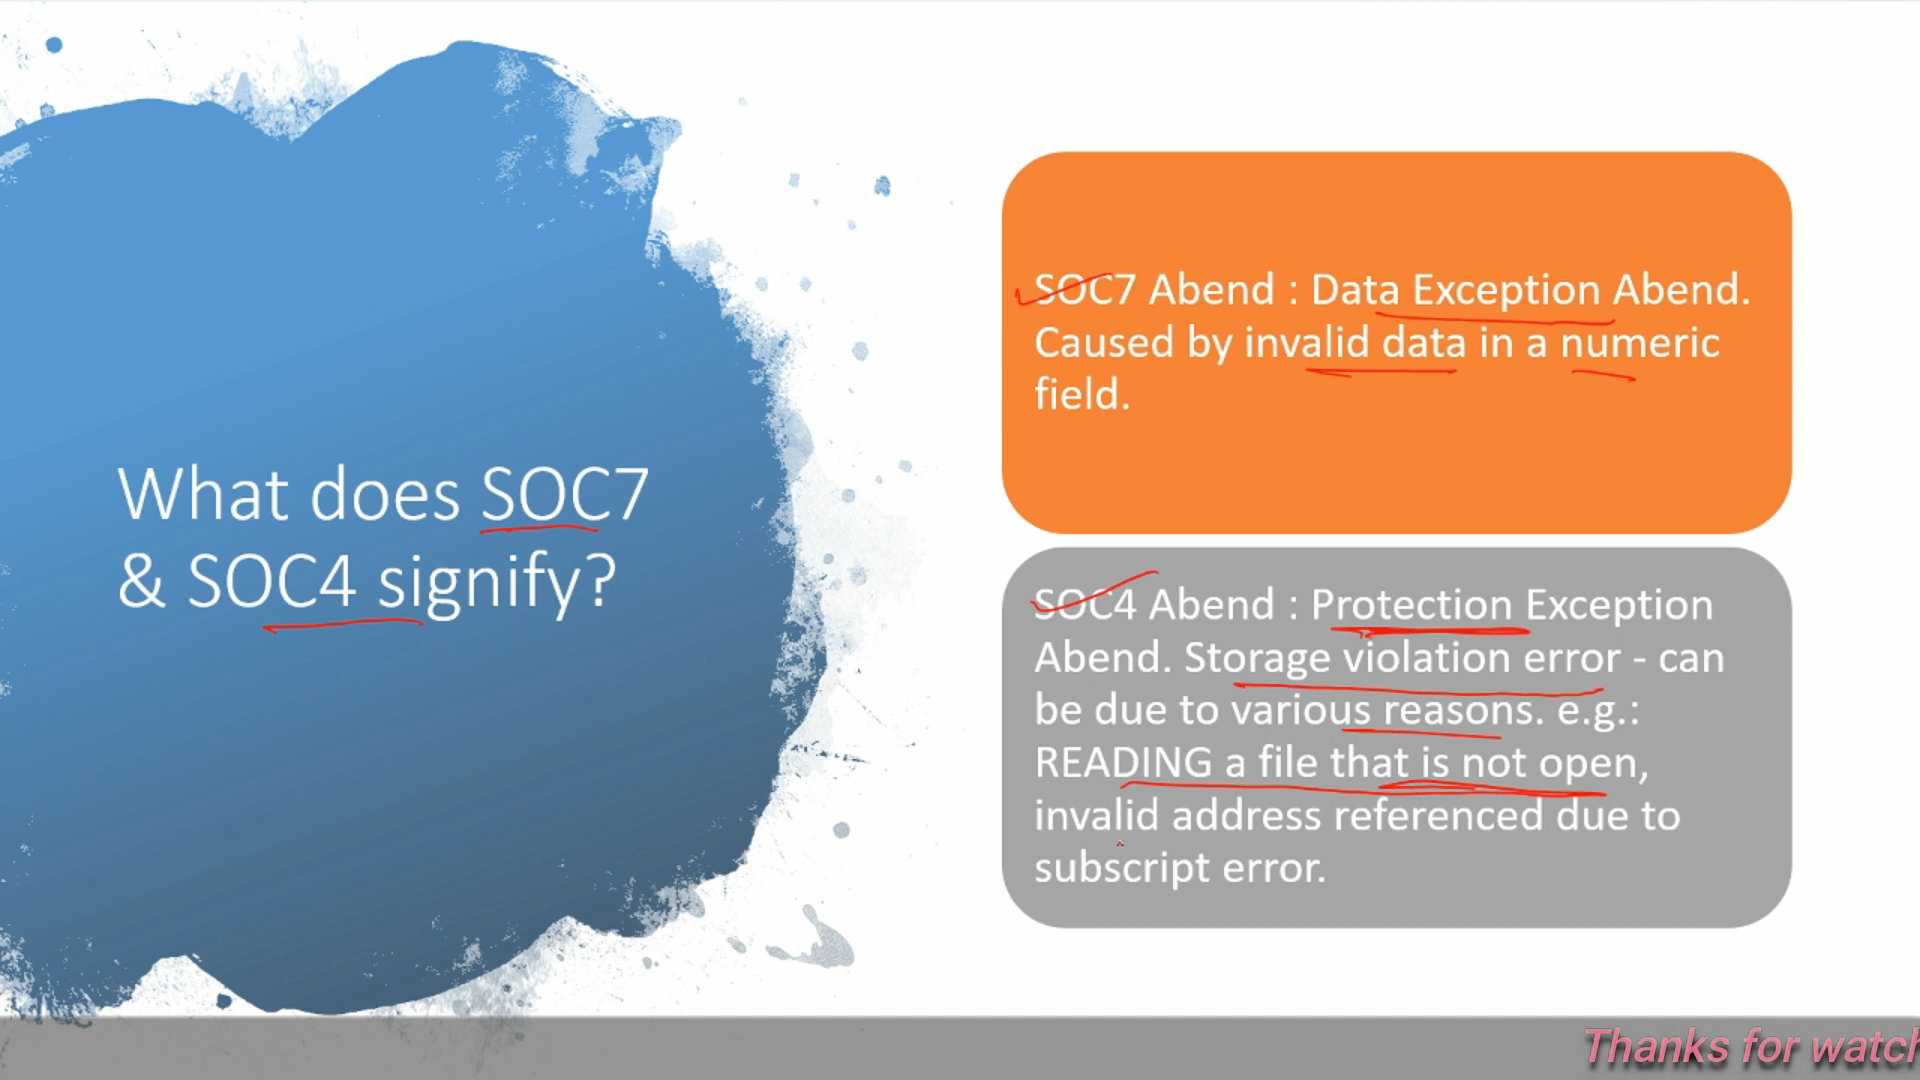 What does SOC7
& SOC4 signify?
SOC7 Abend : Data Exception Abend.
Caused by invalid data in a numeric
field.
SOC4 Abend : Protection Exception
Abend. Storage violation error - can
be due to various reasons. e.g.:
READING a file that is not open,
invalid address referenced due to
subscript error.
Thanks for watch